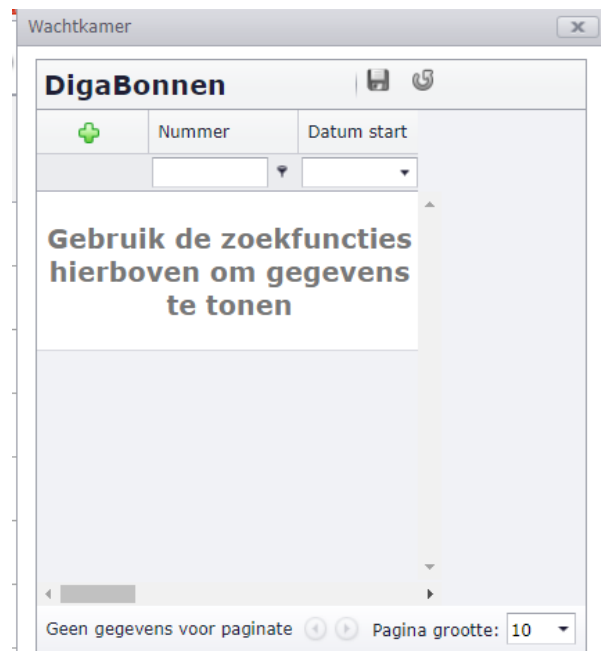 Wachtkamer
DigaBonnen
Nummer
Datum start
Gebruik de zoekfuncties
hierboven om gegevens
te tonen
Geen gegevens voor paginate
Pagina grootte: 10